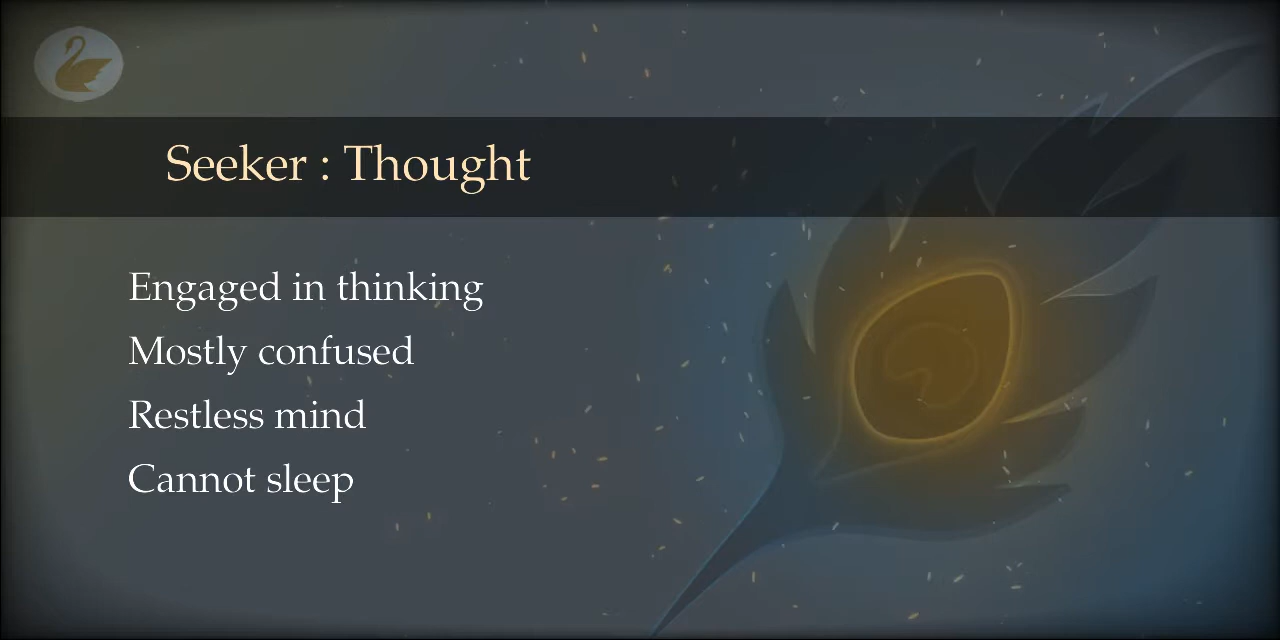 Seeker : Thought
Engaged in thinking
Mostly confused
Restless mind
Cannot sleep